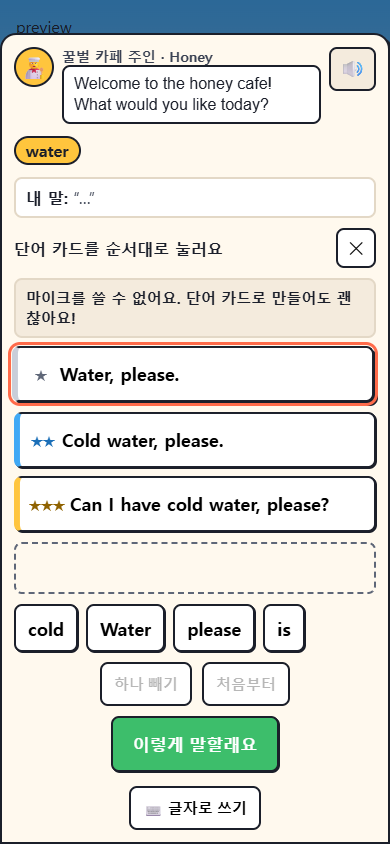 preview
꿀벌 카페 주인 · Honey
Welcome to the honey cafe!
What would you like today?
water
내 말: “…”
단어 카드를 순서대로 눌러요
마이크를 쓸 수 없어요. 단어 카드로 만들어도 괜
찮아요!
★ Water, please.
★★ Cold water, please.
★★★ Can I have cold water, please?
cold Water please is
하나 빼기 처음부터
이렇게 말할래요
글자로 쓰기